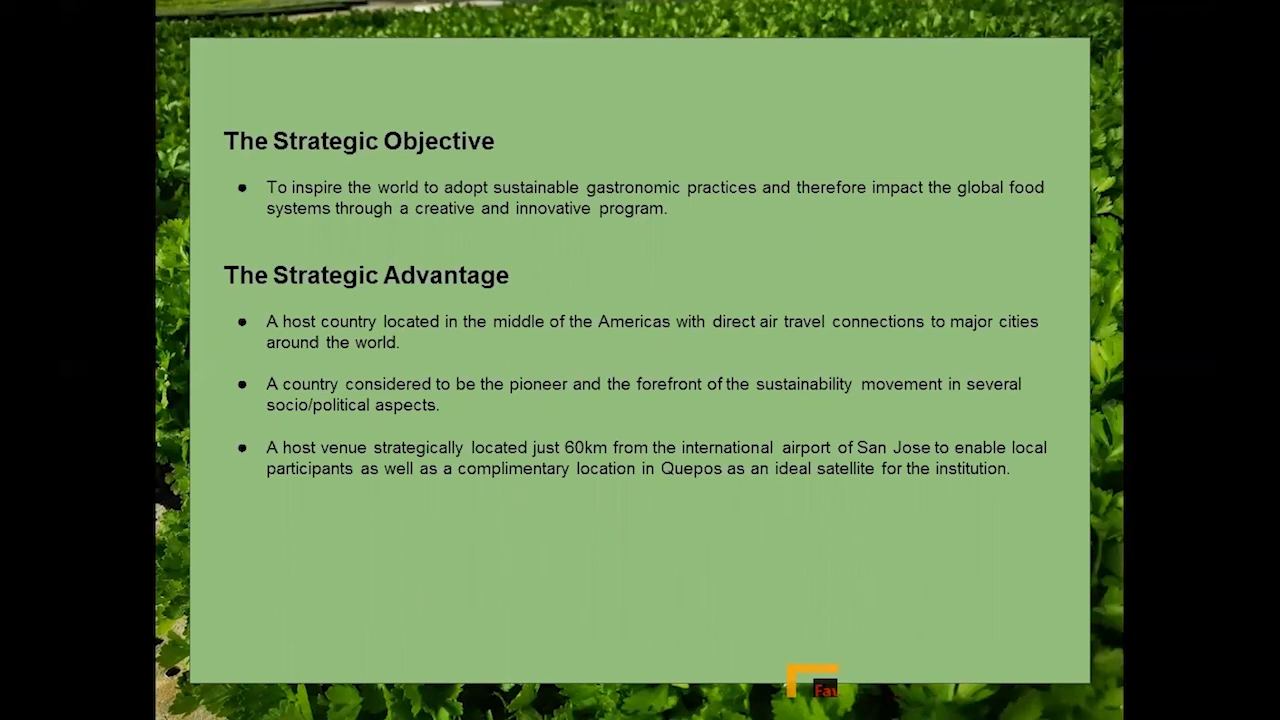 The Strategic Objective
● To inspire the world to adopt sustainable gastronomic practices and therefore impact the global food
systems through a creative and innovative program.
The Strategic Advantage
● A host country located in the middle of the Americas with direct air travel connections to major cities
around the world.
● A country considered to be the pioneer and the forefront of the sustainability movement in several
socio/political aspects.
● A host venue strategically located just 60km from the international airport of San Jose to enable local
participants as well as a complimentary location in Quepos as an ideal satellite for the institution.